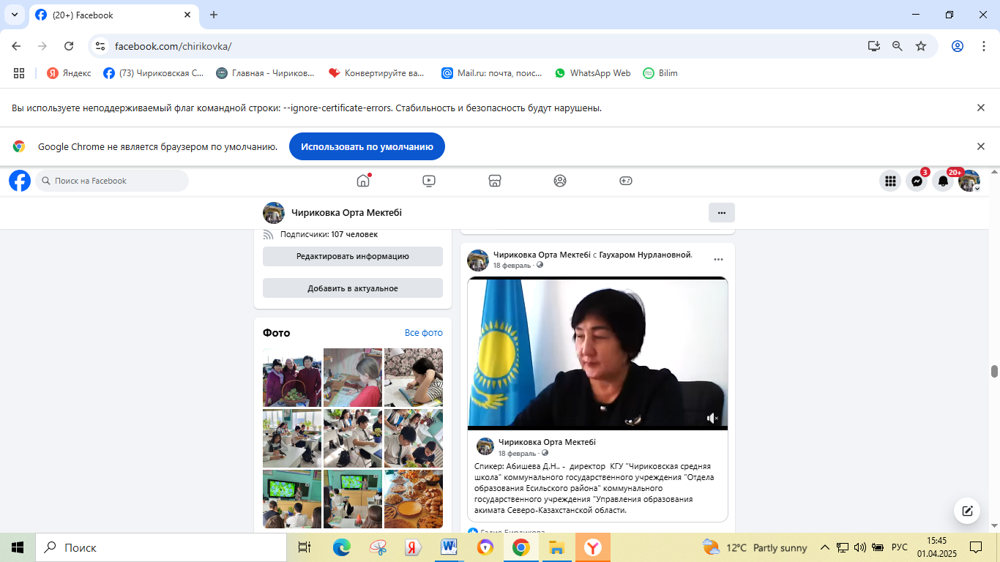 (20+) Facebook
facebook.com/chirikovka/
Яндекс
(73) Чириковская С...
Главная - Чириков...
Конвертируйте ва...
Mail.ru: почта, поис...
WhatsApp Web
Bilim
Вы используете неподдерживаемый флаг командной строки: --ignore-certificate-errors. Стабильность и безопасность будут нарушены.
Google Chrome не является браузером по умолчанию.
Использовать по умолчанию
Поиск на Facebook
3
20+
Чириковка Орта Мектебі
Подписчики: 107 человек
Редактировать информацию
Добавить в актуальное
Фото
Все фото
Чириковка Орта Мектебі с Гаухаром Нурлановной.
18 февраль ·
Чириковка Орта Мектебі
18 февраль ·
Спикер: Абишева Д.Н.. - директор КГУ "Чириковская средняя
школа" коммунального государственного учреждения "Отдела
образования Есильского района" коммунального
государственного учреждения "Управления образования
акимата Северо-Казахстанской области.
Поиск
12°C Partly sunny
РУС
15:45
01.04.2025